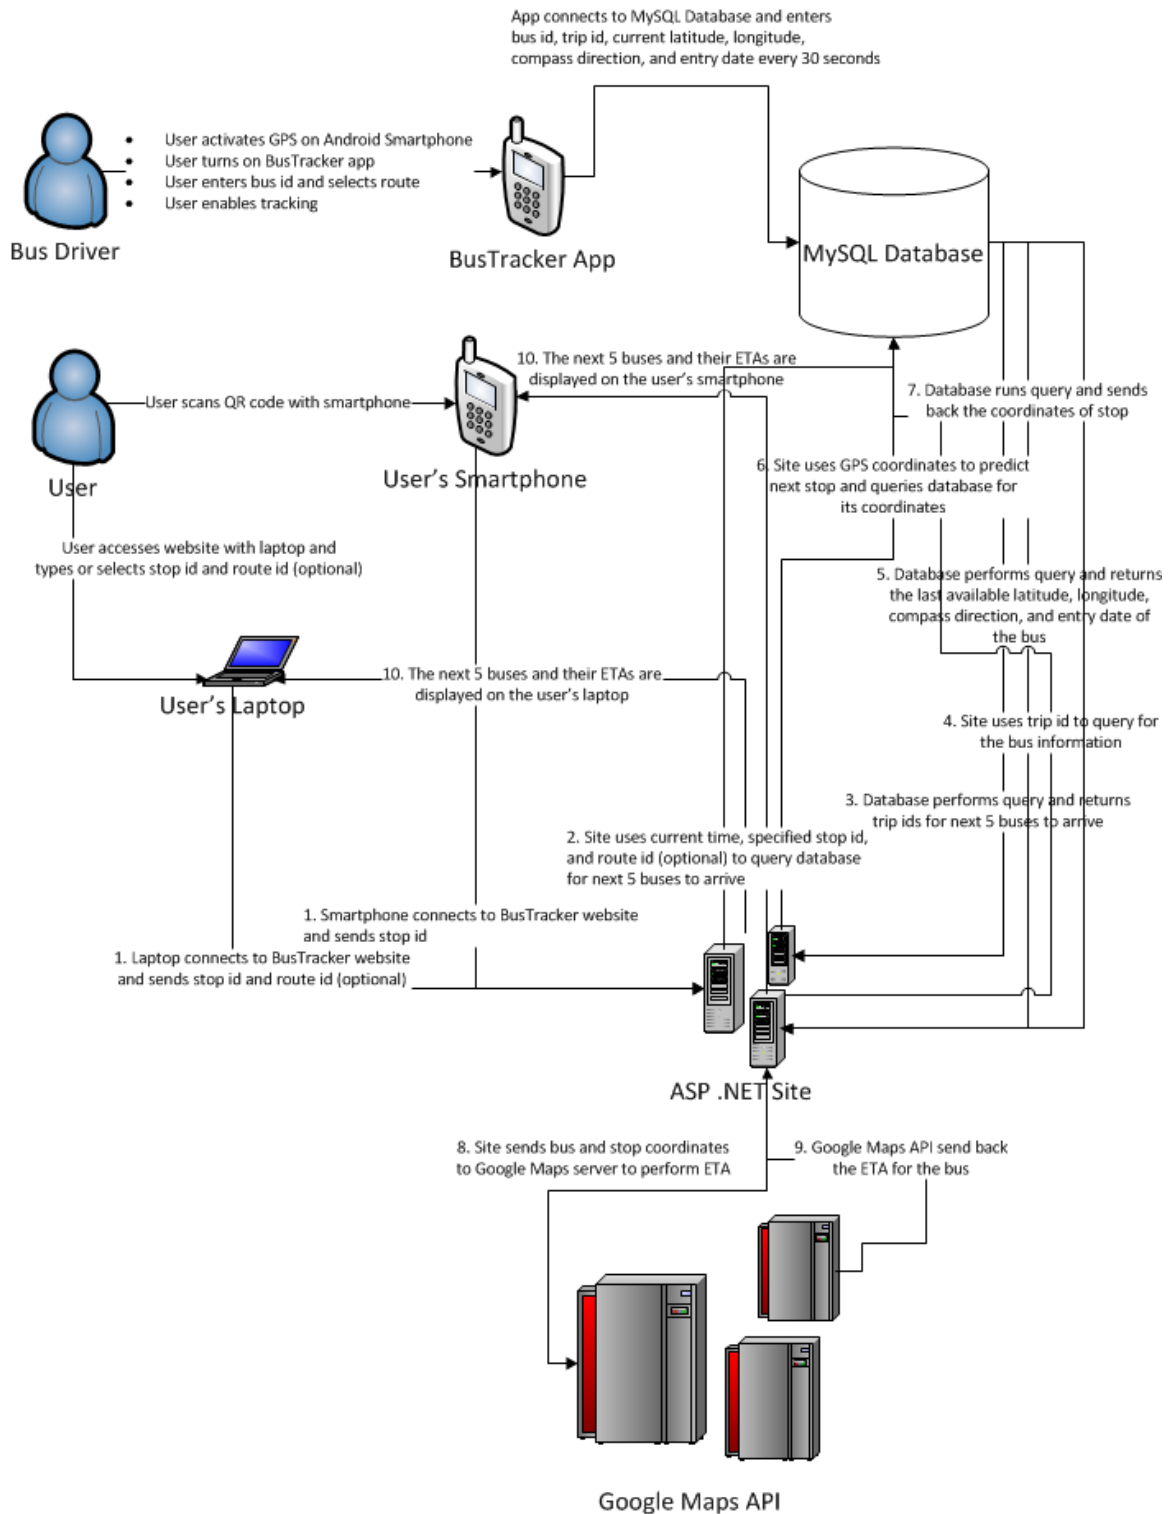 App connects to MySQL Database and enters
bus id, trip id, current latitude, longitude,
compass direction, and entry date every 30 seconds
• User activates GPS on Android Smartphone
• User turns on BusTracker app
• User enters bus id and selects route
• User enables tracking
Bus Driver
BusTracker App
MySQL Database
10. The next 5 buses and their ETAs are
displayed on the user's smartphone
7. Database runs query and sends
back the coordinates of stop
User scans QR code with smartphone
User
User's Smartphone
6. Site uses GPS coordinates to predict
next stop and queries database for
its coordinates
User accesses website with laptop and
types or selects stop id and route id (optional)
5. Database performs query and returns
the last available latitude, longitude,
compass direction, and entry date of
the bus
10. The next 5 buses and their ETAs are
displayed on the user's laptop
User's Laptop
4. Site uses trip id to query for
the bus information
3. Database performs query and returns
trip ids for next 5 buses to arrive
2. Site uses current time, specified stop id,
and route id (optional) to query database
for next 5 buses to arrive
1. Smartphone connects to BusTracker website
and sends stop id
1. Laptop connects to BusTracker website
and sends stop id and route id (optional)
ASP .NET Site
8. Site sends bus and stop coordinates
to Google Maps server to perform ETA
9. Google Maps API send back
the ETA for the bus
Google Maps API